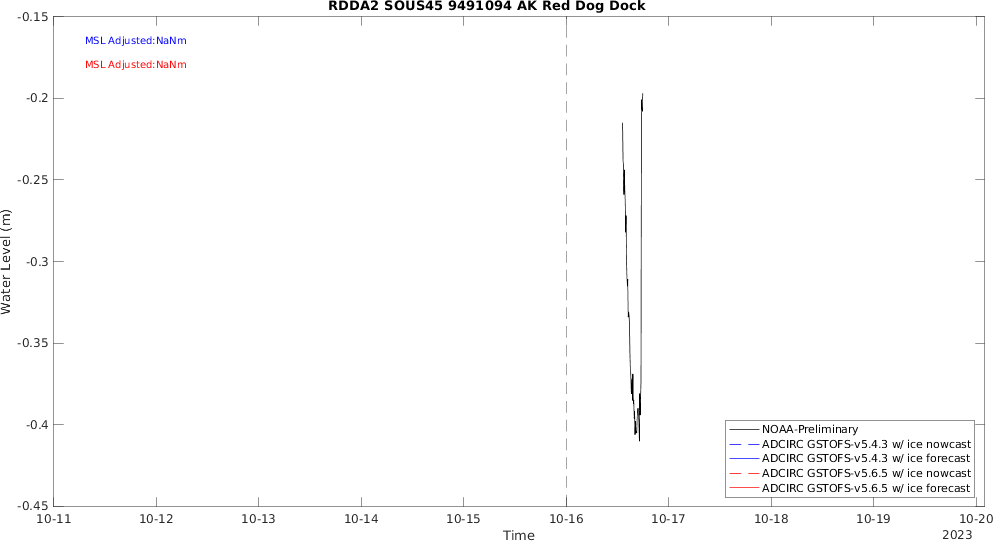 RDDA2 SOUS45 9491094 AK Red Dog Dock
-0.15
MSL Adjusted:NaNm
MSL Adjusted:NaNm
-0.2
-0.25
-0.3
-0.35
-0.4
-0.45
Water Level (m)
NOAA-Preliminary
ADCIRC GSTOFS-v5.4.3 w/ ice nowcast
ADCIRC GSTOFS-v5.4.3 w/ ice forecast
ADCIRC GSTOFS-v5.6.5 w/ ice nowcast
ADCIRC GSTOFS-v5.6.5 w/ ice forecast
10-11 10-12 10-13 10-14 10-15 10-16 10-17 10-18 10-19 10-20
Time
2023